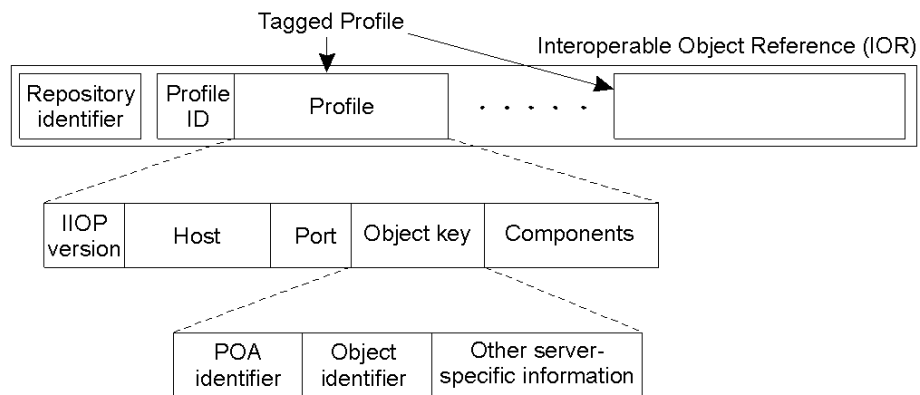 Tagged Profile
Interoperable Object Reference (IOR)
Repository
identifier
Profile
ID
Profile
IIOP
version
Host
Port
Object key
Components
POA
identifier
Object
identifier
Other server-
specific information